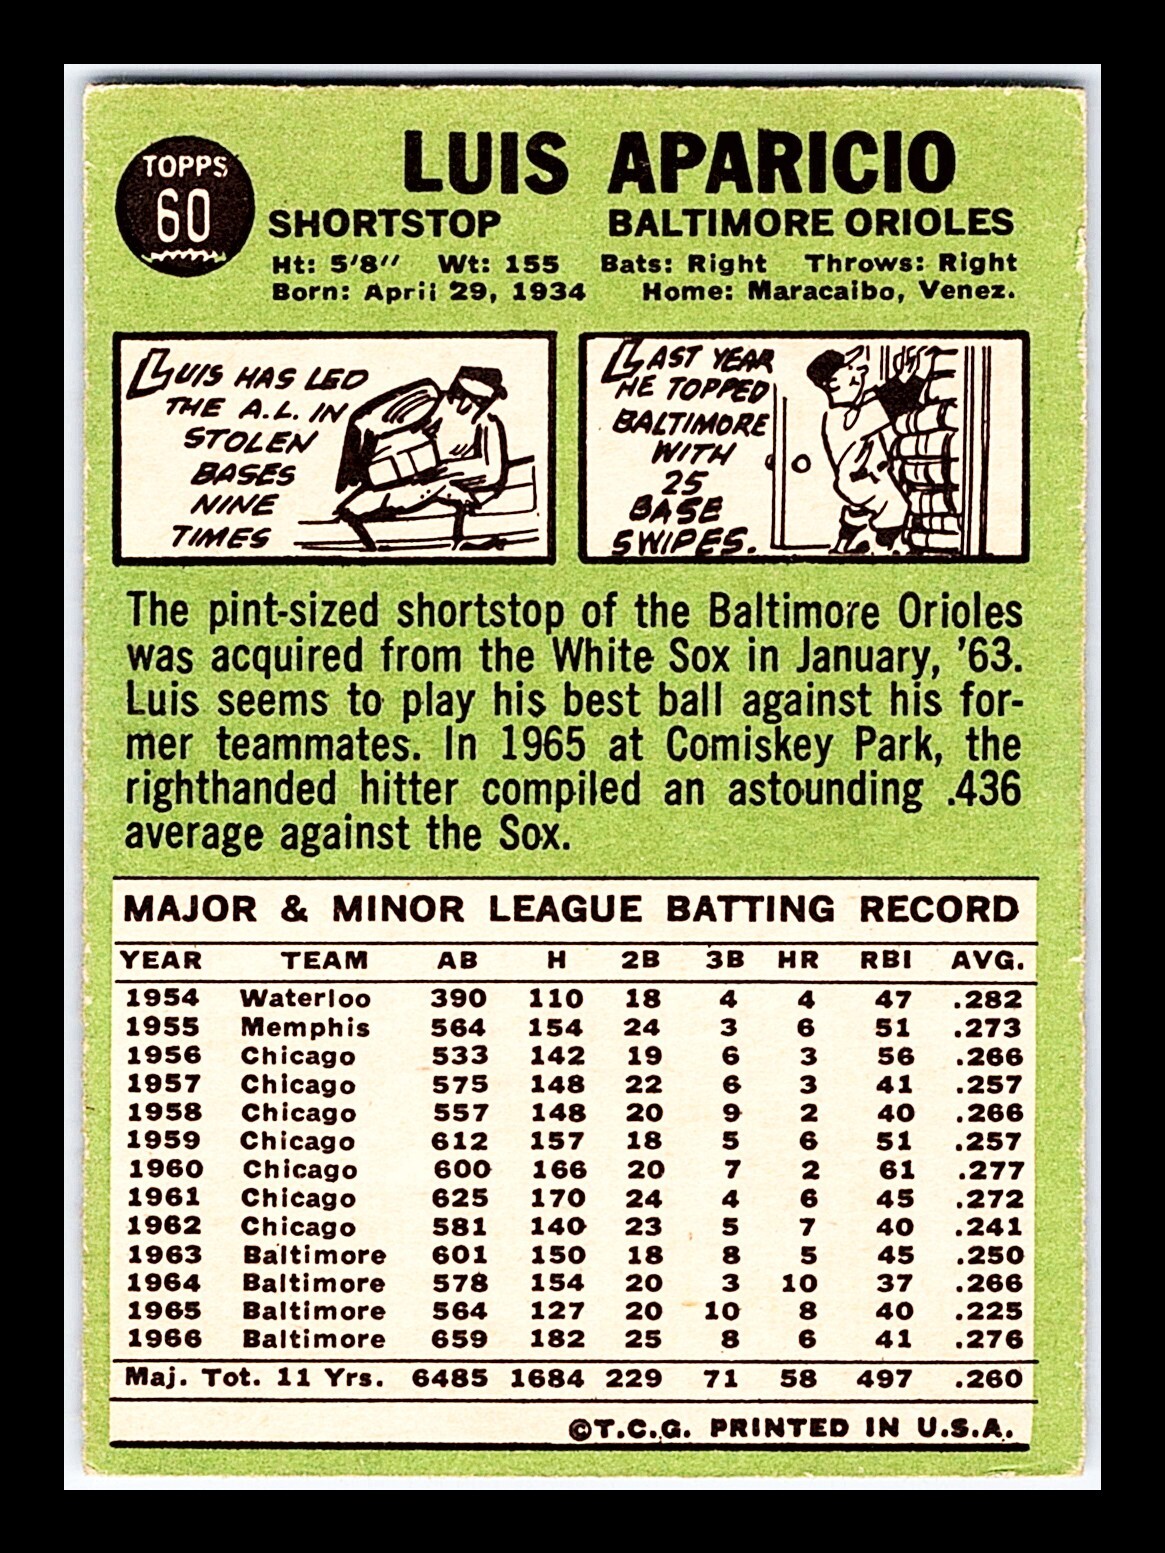 TOPPS
60
LUIS APARICIO
SHORTSTOP BALTIMORE ORIOLES
Ht: 5'8" Wt: 155 Bats: Right Throws: Right
Born: April 29, 1934 Home: Maracaibo, Venez.
LUIS HAS LED
THE A.L. IN
STOLEN
BASES
NINE
TIMES
LAST YEAR
HE TOPPED
BALTIMORE
WITH
25
BASE
SWIPES.
The pint-sized shortstop of the Baltimore Orioles
was acquired from the White Sox in January, '63.
Luis seems to play his best ball against his for-
mer teammates. In 1965 at Comiskey Park, the
righthanded hitter compiled an astounding .436
average against the Sox.
MAJOR & MINOR LEAGUE BATTING RECORD
YEAR TEAM AB H 2B 3B HR RBI AVG.
1954 Waterloo 390 110 18 4 4 47 .282
1955 Memphis 564 154 24 3 6 51 .273
1956 Chicago 533 142 19 6 3 56 .266
1957 Chicago 575 148 22 6 3 41 .257
1958 Chicago 557 148 20 9 2 40 .266
1959 Chicago 612 157 18 5 6 51 .257
1960 Chicago 600 166 20 7 2 61 .277
1961 Chicago 625 170 24 4 6 45 .272
1962 Chicago 581 140 23 5 7 40 .241
1963 Baltimore 601 150 18 8 5 45 .250
1964 Baltimore 578 154 20 3 10 37 .266
1965 Baltimore 564 127 20 10 8 40 .225
1966 Baltimore 659 182 25 8 6 41 .276
Maj. Tot. 11 Yrs. 6485 1684 229 71 58 497 .260
©T.C.G. PRINTED IN U.S.A.